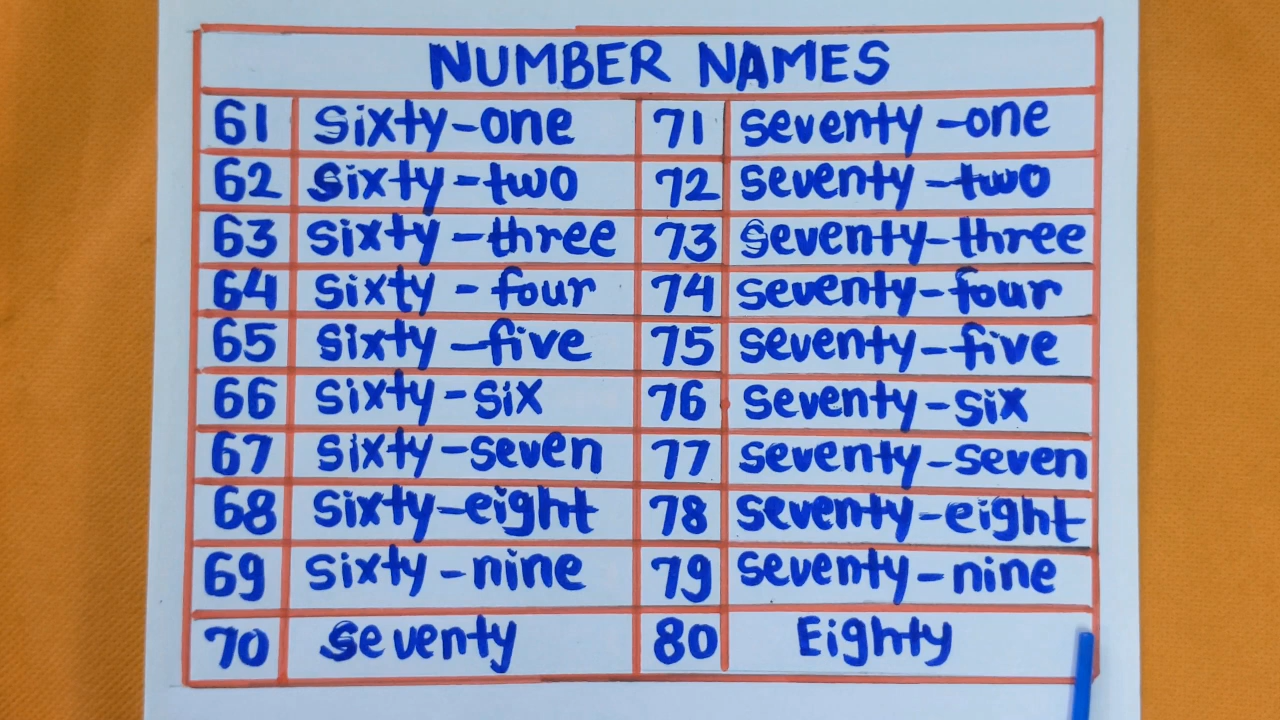 NUMBER NAMES
61 sixty-one 71 seventy-one
62 sixty-two 72 seventy-two
63 sixty-three 73 seventy-three
64 sixty-four 74 seventy-four
65 sixty-five 75 seventy-five
66 sixty-six 76 seventy-six
67 sixty-seven 77 seventy-seven
68 sixty-eight 78 seventy-eight
69 sixty-nine 79 seventy-nine
70 seventy 80 Eighty